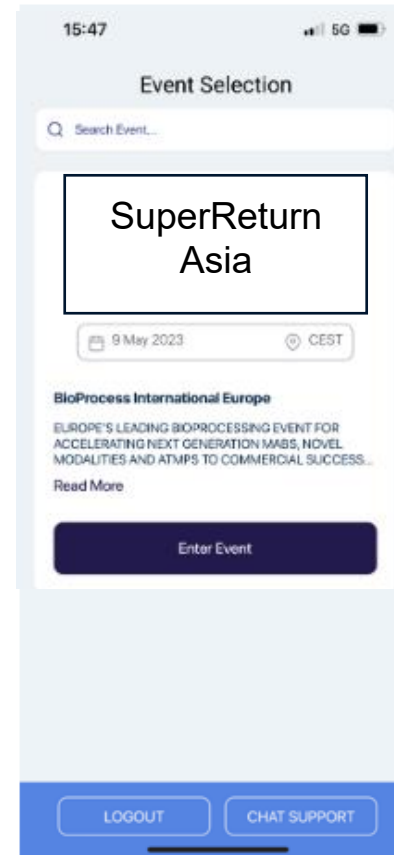 15:47 5G
Event Selection
Search Event...
SuperReturn
Asia
9 May 2023 CEST
BioProcess International Europe
EUROPE'S LEADING BIOPROCESSING EVENT FOR
ACCELERATING NEXT GENERATION MABS, NOVEL
MODALITIES AND ATMPS TO COMMERCIAL SUCCESS...
Read More
Enter Event
LOGOUT CHAT SUPPORT